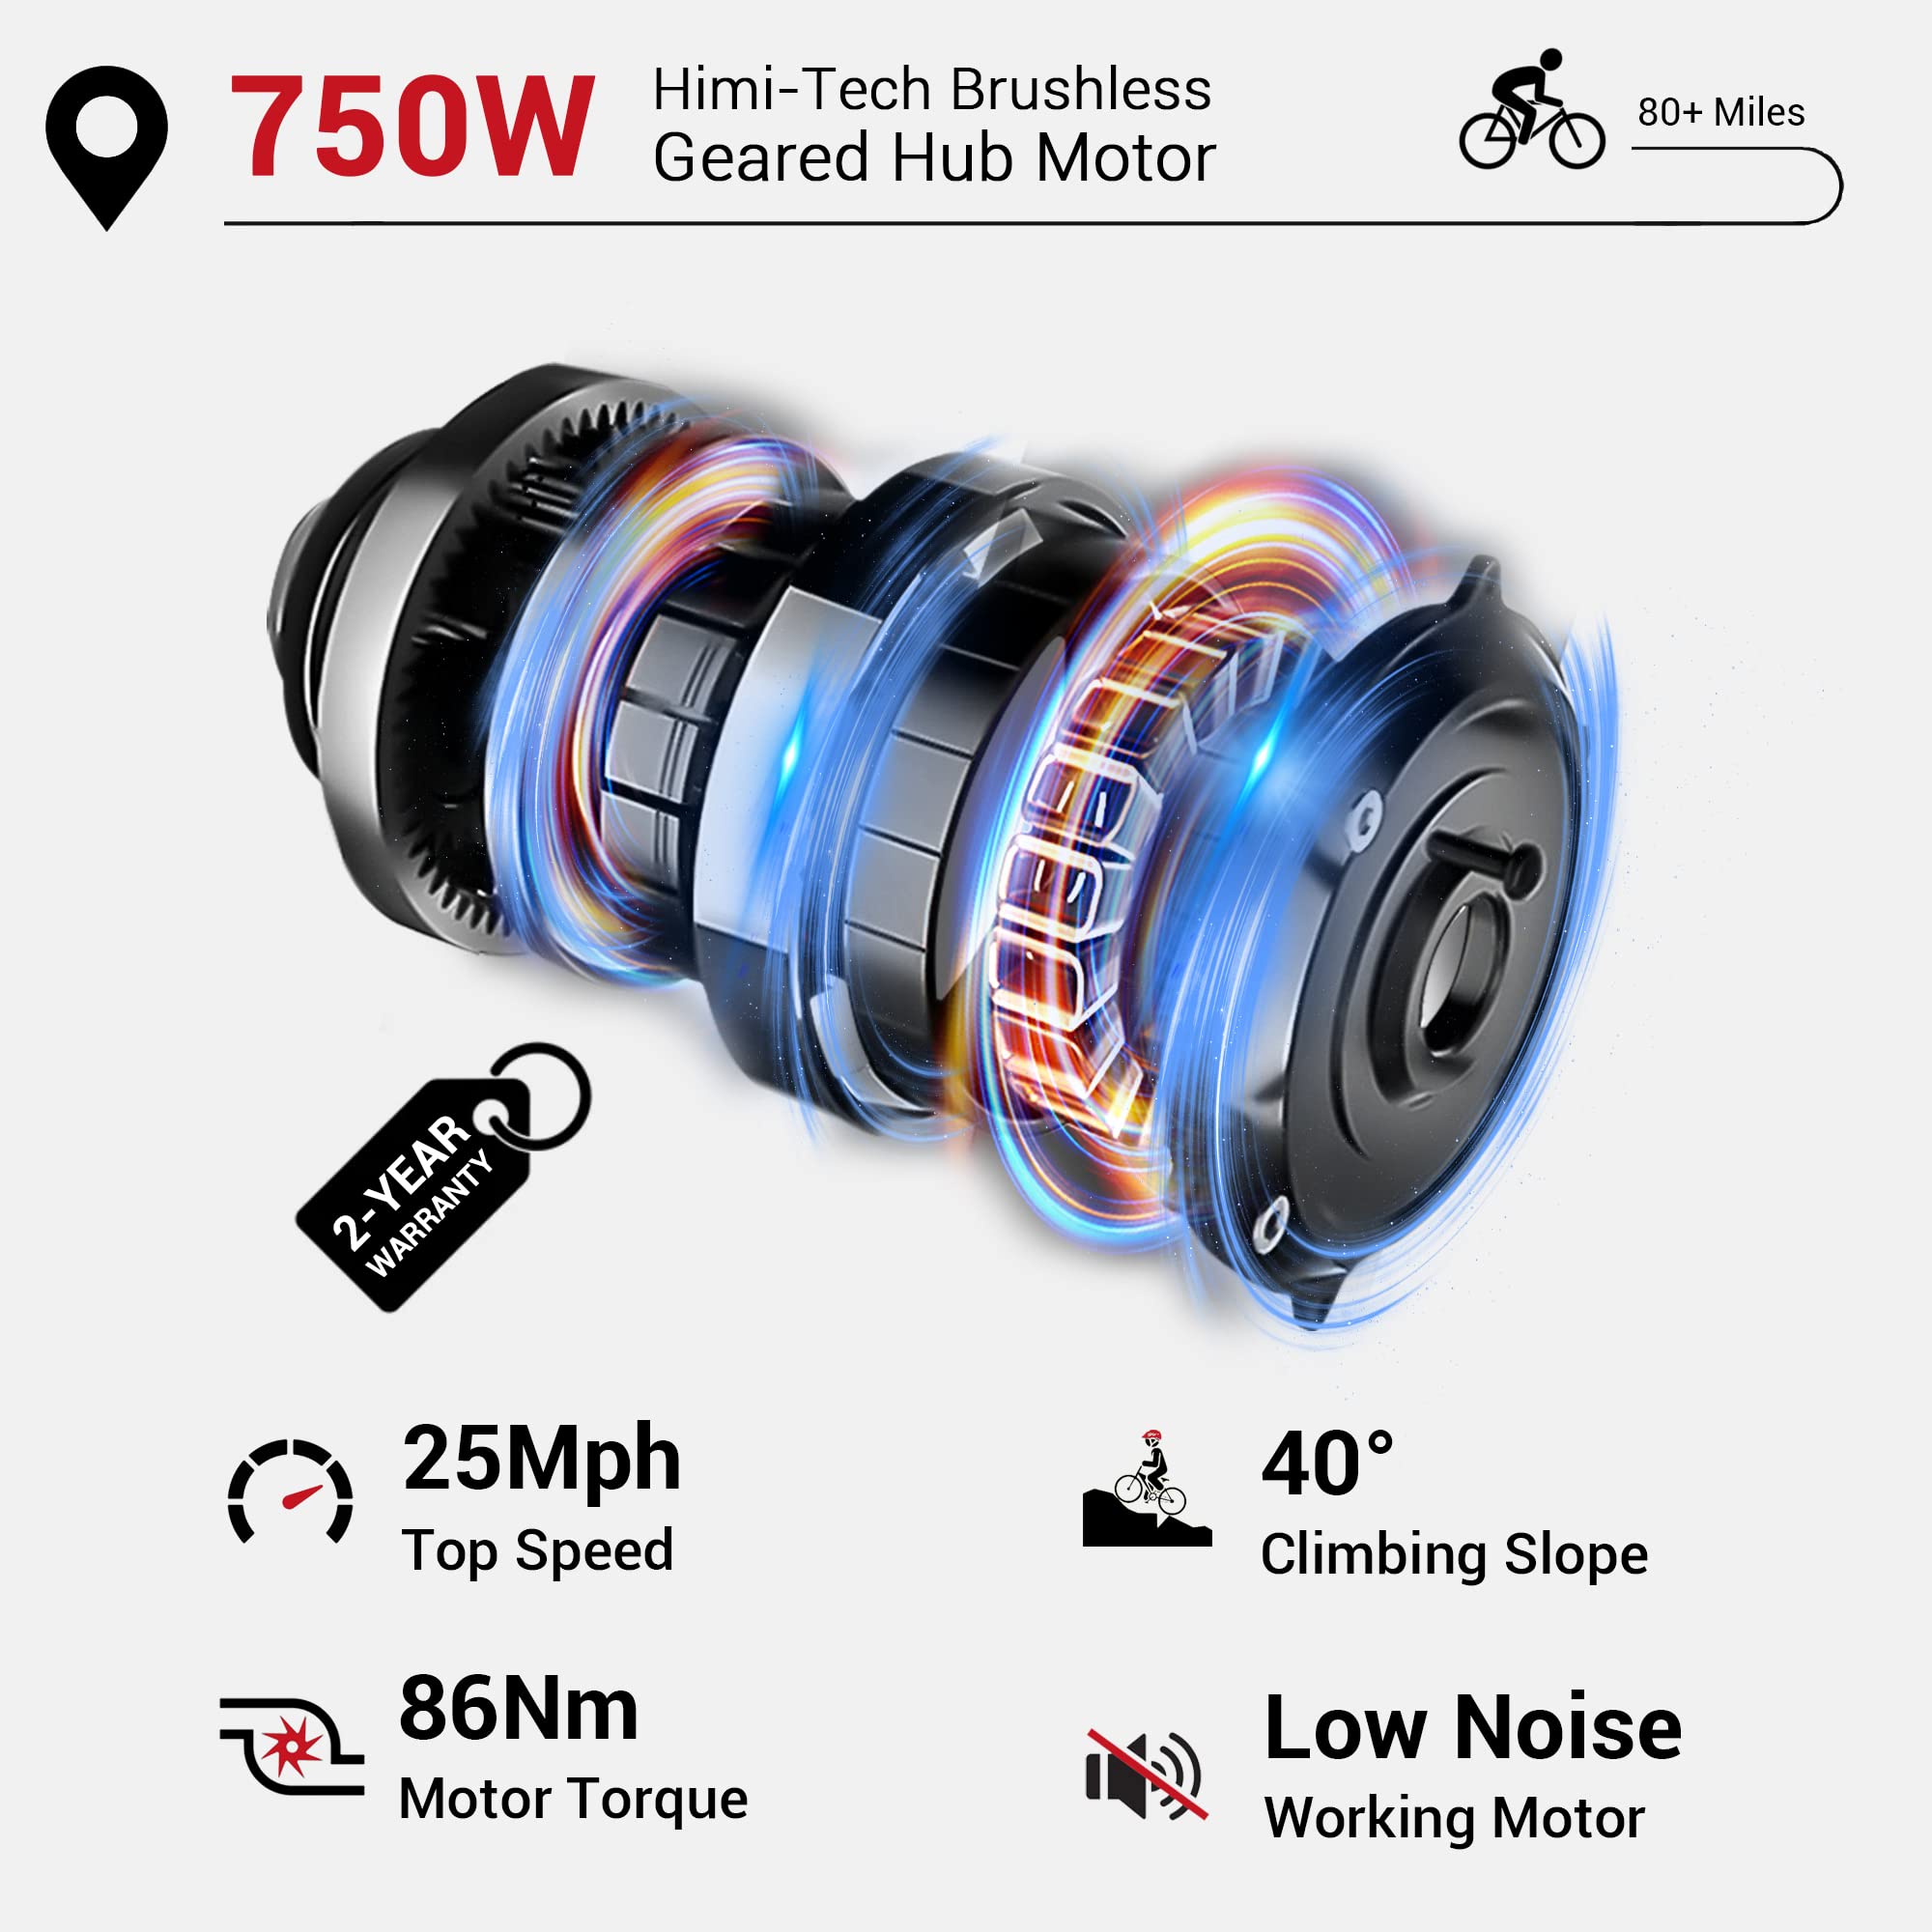 750W
Himi-Tech Brushless
Geared Hub Motor
80+ Miles
2-YEAR
WARRANTY
25Mph
Top Speed
40°
Climbing Slope
86Nm
Motor Torque
Low Noise
Working Motor